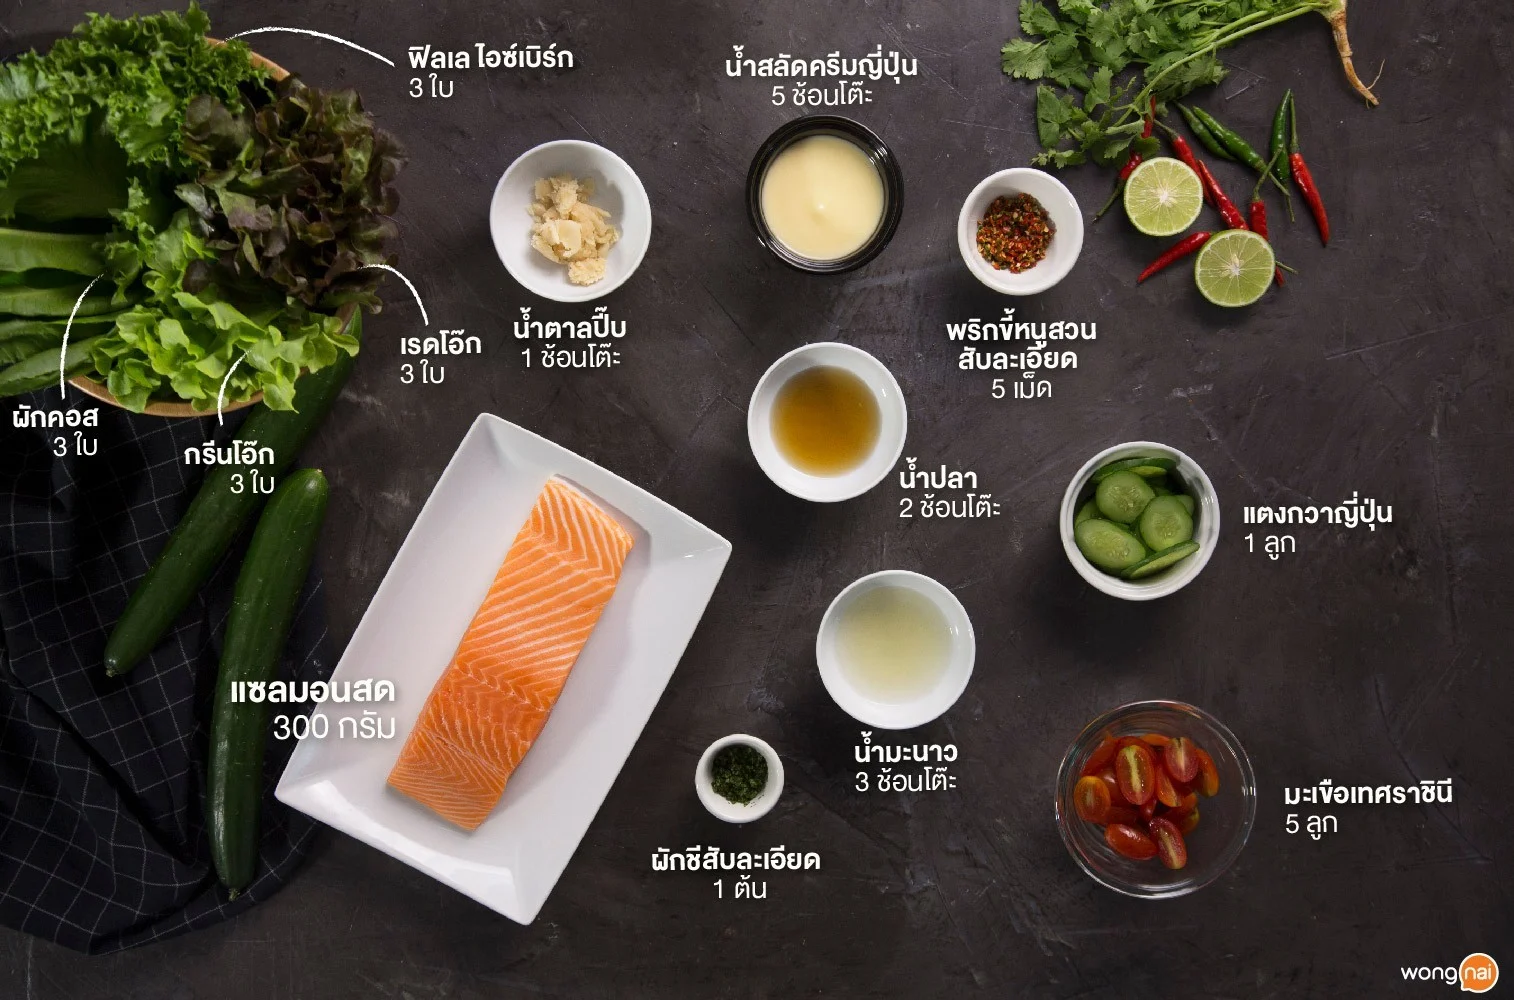 ฟิลเล ไอซ์เบิร์ก
3 ใบ
น้ำสลัดครีมญี่ปุ่น
5 ช้อนโต๊ะ
น้ำตาลปี๊บ
1 ช้อนโต๊ะ
พริกขี้หนูสวน
สับละเอียด
5 เม็ด
เรดโอ๊ก
3 ใบ
ผักคอส
3 ใบ
กรีนโอ๊ก
3 ใบ
น้ำปลา
2 ช้อนโต๊ะ
แตงกวาญี่ปุ่น
1 ลูก
แซลมอนสด
300 กรัม
น้ำมะนาว
3 ช้อนโต๊ะ
มะเขือเทศราชินี
5 ลูก
ผักชีสับละเอียด
1 ต้น
wongnai